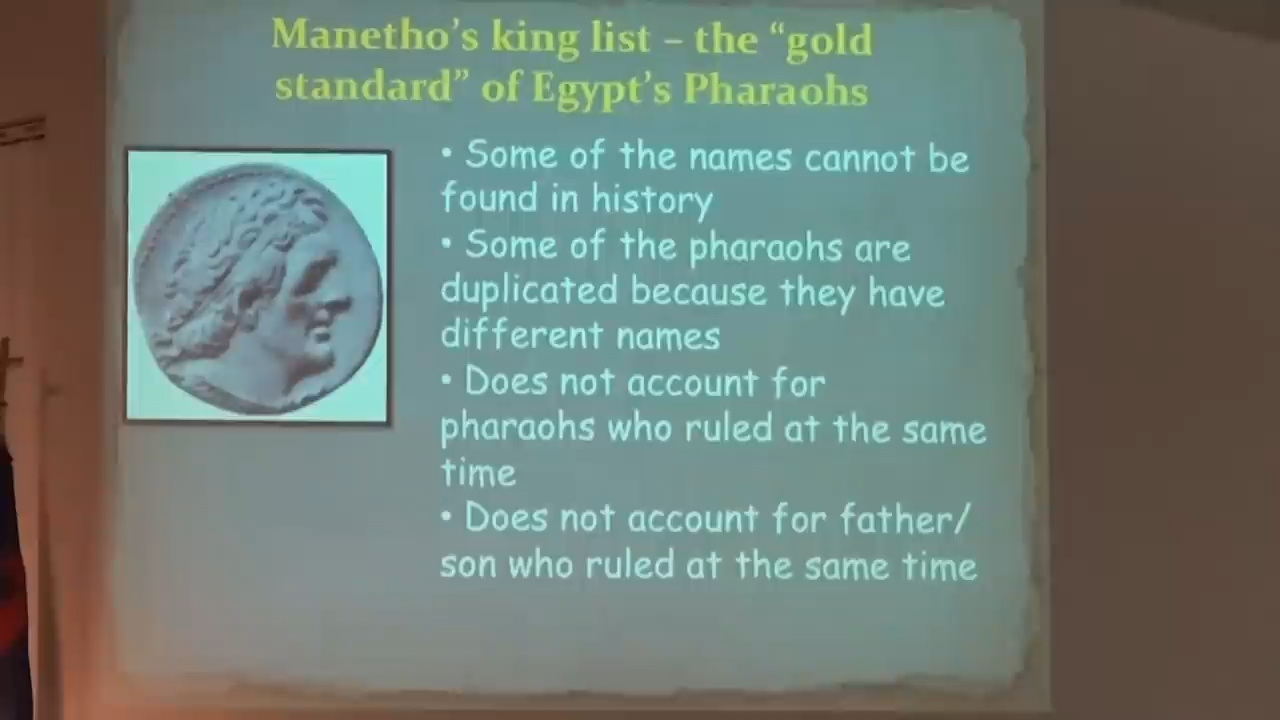 Manetho's king list – the “gold
standard” of Egypt's Pharaohs
• Some of the names cannot be
found in history
• Some of the pharaohs are
duplicated because they have
different names
• Does not account for
pharaohs who ruled at the same
time
• Does not account for father/
son who ruled at the same time